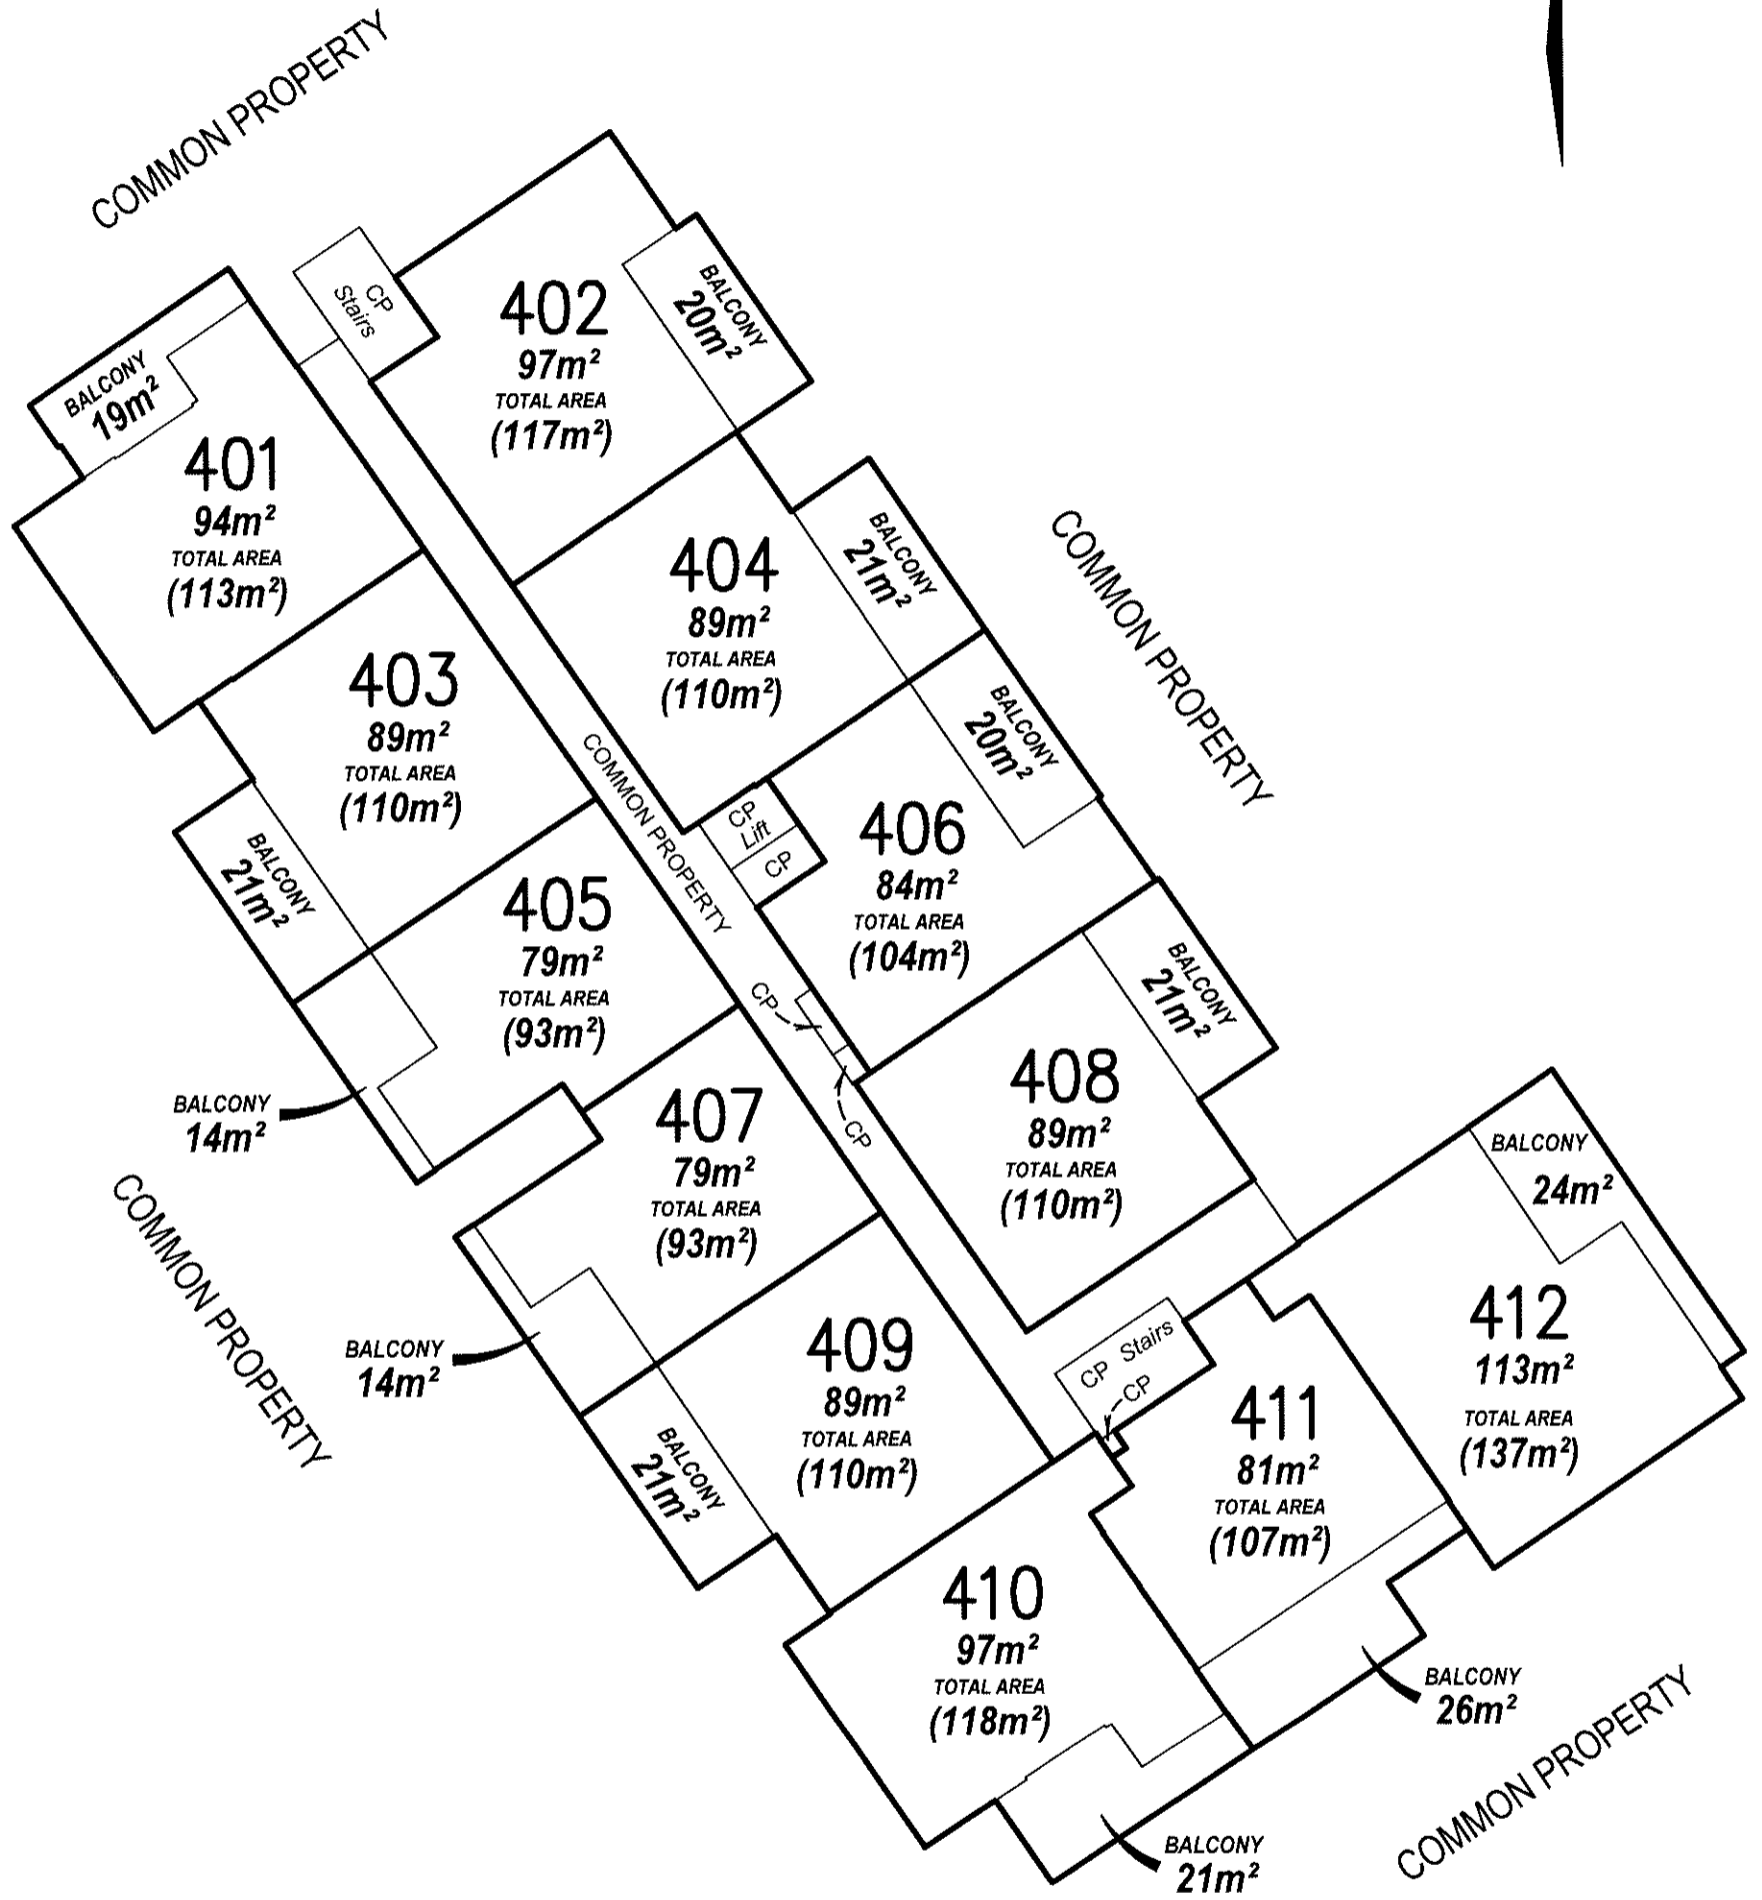 COMMON PROPERTY
CP
Stairs
402
97m²
TOTAL AREA
(117m²)
BALCONY
20m²
BALCONY
19m²
401
94m²
TOTAL AREA
(113m²)
404
89m²
TOTAL AREA
(110m²)
BALCONY
21m²
COMMON PROPERTY
403
89m²
TOTAL AREA
(110m²)
BALCONY
21m²
COMMON PROPERTY
CP
Lift
CP
406
84m²
TOTAL AREA
(104m²)
BALCONY
20m²
405
79m²
TOTAL AREA
(93m²)
BALCONY
14m²
CP
CP
408
89m²
TOTAL AREA
(110m²)
BALCONY
21m²
407
79m²
TOTAL AREA
(93m²)
BALCONY
14m²
COMMON PROPERTY
409
89m²
TOTAL AREA
(110m²)
BALCONY
21m²
CP Stairs
CP
412
113m²
TOTAL AREA
(137m²)
BALCONY
24m²
411
81m²
TOTAL AREA
(107m²)
BALCONY
26m²
410
97m²
TOTAL AREA
(118m²)
BALCONY
21m²
COMMON PROPERTY